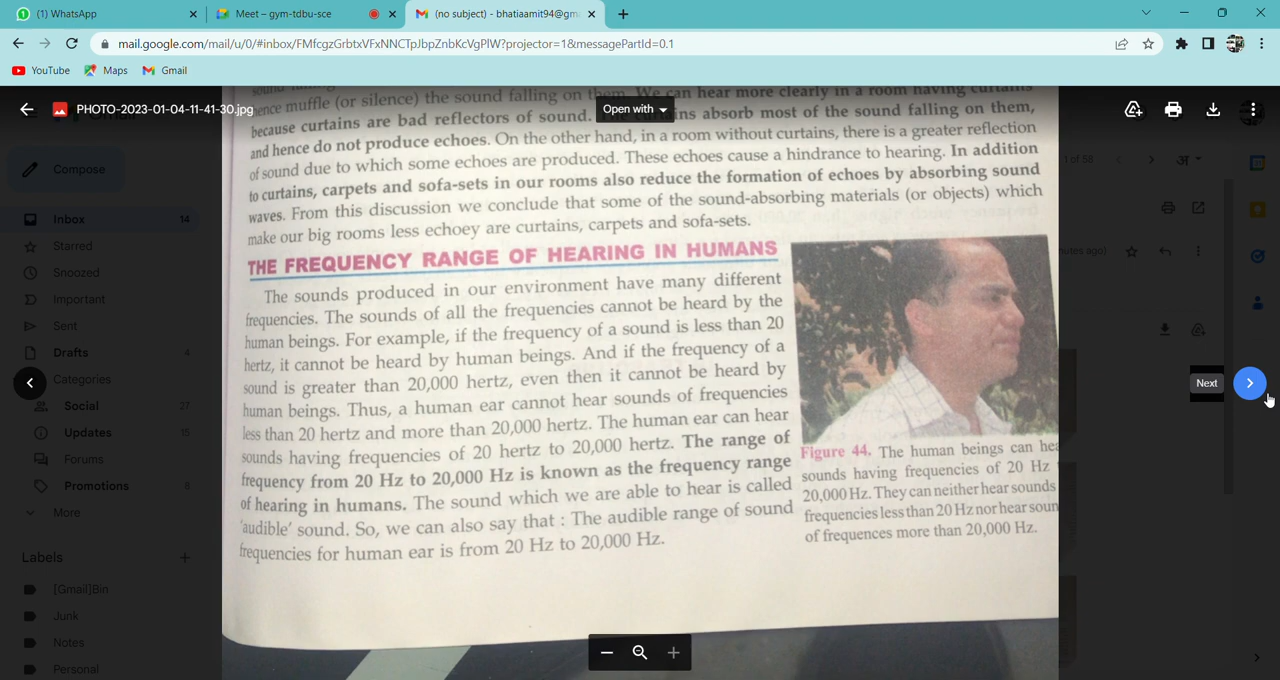 (1) WhatsApp
Meet – gym-tdbu-sce
(no subject) - bhatiaamit94@gm
mail.google.com/mail/u/0/#inbox/FMfcgzGrbtxVFxNNCTpJbpZnbKcVgPlW?projector=1&messagePartId=0.1
YouTube
Maps
Gmail
PHOTO-2023-01-04-11-41-30.jpg
Open with
Compose
1 of 58
Inbox 14
Starred
Snoozed
Important
Sent
Drafts 4
Categories
Social 27
Updates 15
Forums
Promotions 8
More
Labels
[Gmail]Bin
Junk
Notes
Personal
hence muffle (or silence) the sound falling on them. We can hear more clearly in a room having curtains
because curtains are bad reflectors of sound. ins absorb most of the sound falling on them,
and hence do not produce echoes. On the other hand, in a room without curtains, there is a greater reflection
of sound due to which some echoes are produced. These echoes cause a hindrance to hearing. In addition
to curtains, carpets and sofa-sets in our rooms also reduce the formation of echoes by absorbing sound
waves. From this discussion we conclude that some of the sound-absorbing materials (or objects) which
make our big rooms less echoey are curtains, carpets and sofa-sets.
THE FREQUENCY RANGE OF HEARING IN HUMANS
The sounds produced in our environment have many different
frequencies. The sounds of all the frequencies cannot be heard by the
human beings. For example, if the frequency of a sound is less than 20
hertz, it cannot be heard by human beings. And if the frequency of a
sound is greater than 20,000 hertz, even then it cannot be heard by
human beings. Thus, a human ear cannot hear sounds of frequencies
less than 20 hertz and more than 20,000 hertz. The human ear can hear
sounds having frequencies of 20 hertz to 20,000 hertz. The range of
frequency from 20 Hz to 20,000 Hz is known as the frequency range
of hearing in humans. The sound which we are able to hear is called
'audible' sound. So, we can also say that : The audible range of sound
frequencies for human ear is from 20 Hz to 20,000 Hz.
Figure 44. The human beings can hea
sounds having frequencies of 20 Hz
20,000 Hz. They can neither hear sounds
frequencies less than 20 Hz nor hear soun
of frequences more than 20,000 Hz.
Next